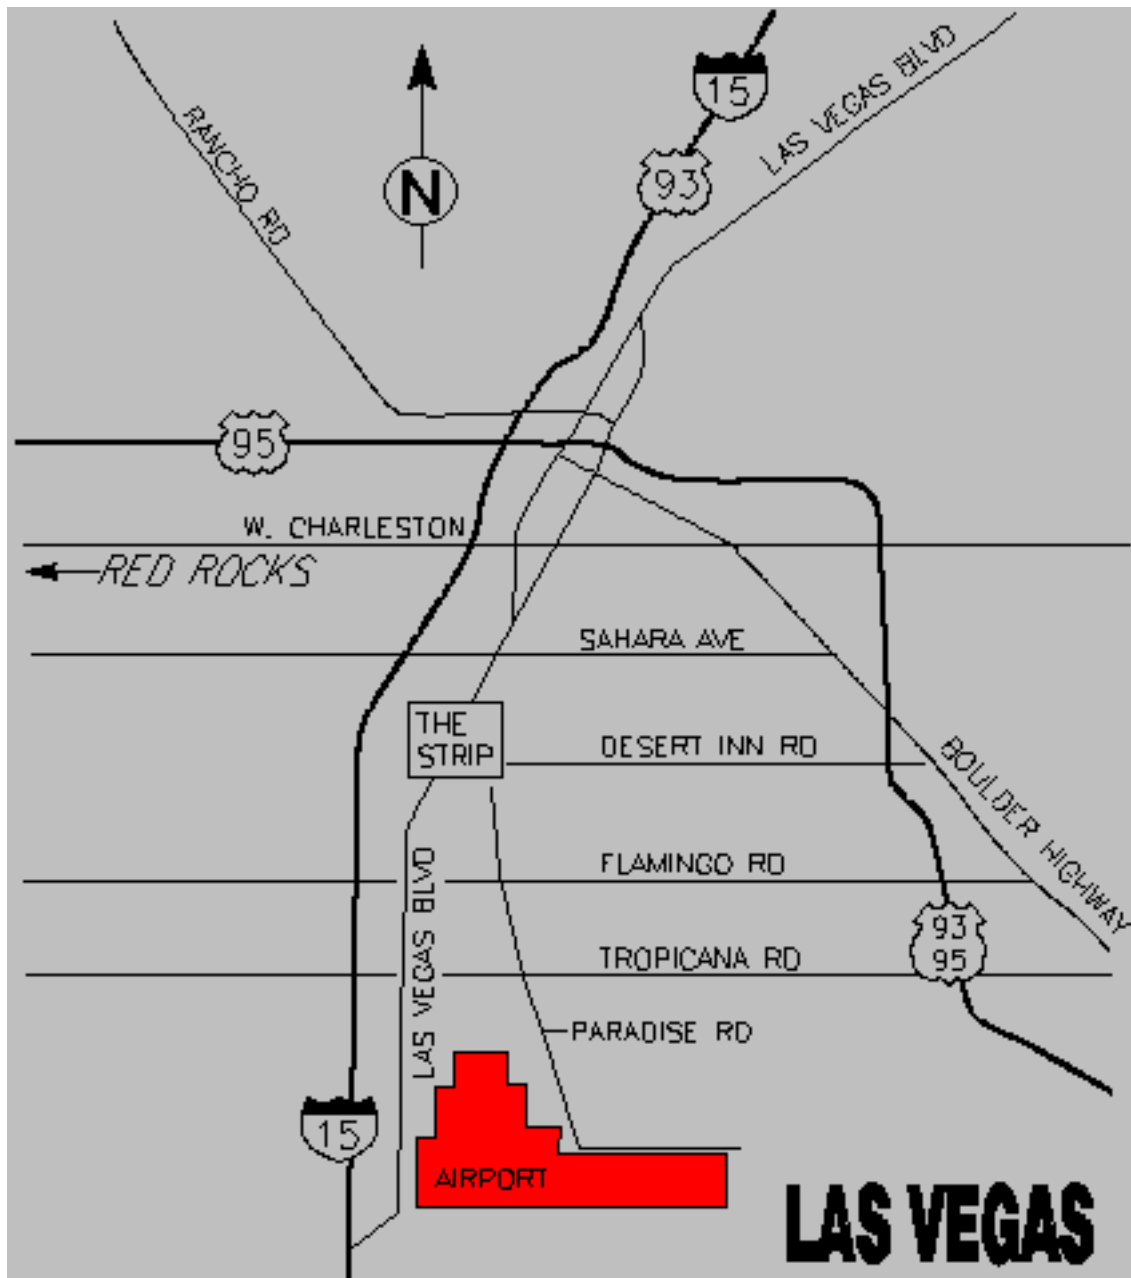 15
LAS VEGAS BLVD
RANCHO RD
93
N
95
W. CHARLESTON
RED ROCKS
SAHARA AVE
THE
STRIP
DESERT INN RD
BOULDER HIGHWAY
FLAMINGO RD
LAS VEGAS BLVD
93
95
TROPICANA RD
PARADISE RD
15
AIRPORT
LAS VEGAS